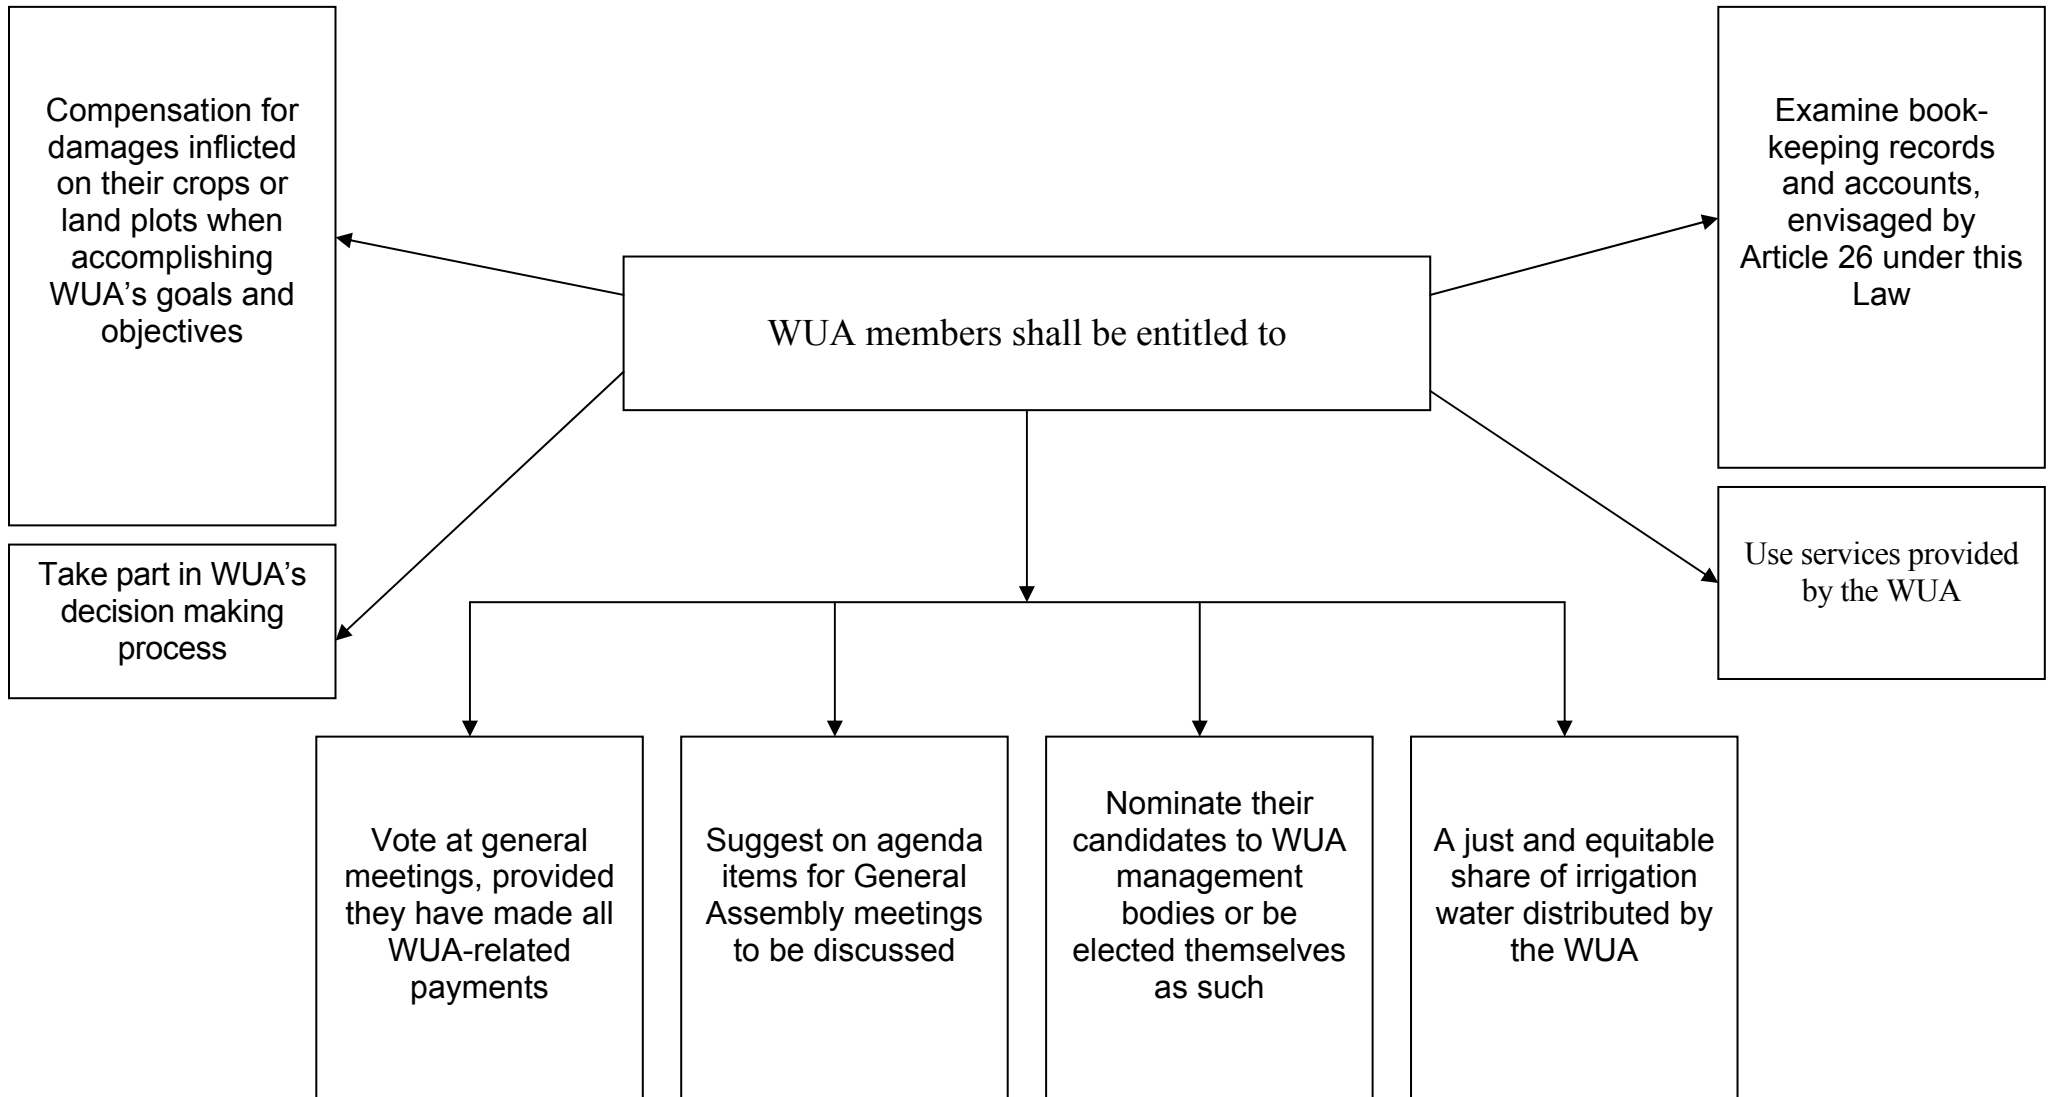 Compensation for
damages inflicted
on their crops or
land plots when
accomplishing
WUA’s goals and
objectives
Examine book-
keeping records
and accounts,
envisaged by
Article 26 under this
Law
WUA members shall be entitled to
Take part in WUA’s
decision making
process
Use services provided
by the WUA
Vote at general
meetings, provided
they have made all
WUA-related
payments
Suggest on agenda
items for General
Assembly meetings
to be discussed
Nominate their
candidates to WUA
management
bodies or be
elected themselves
as such
A just and equitable
share of irrigation
water distributed by
the WUA